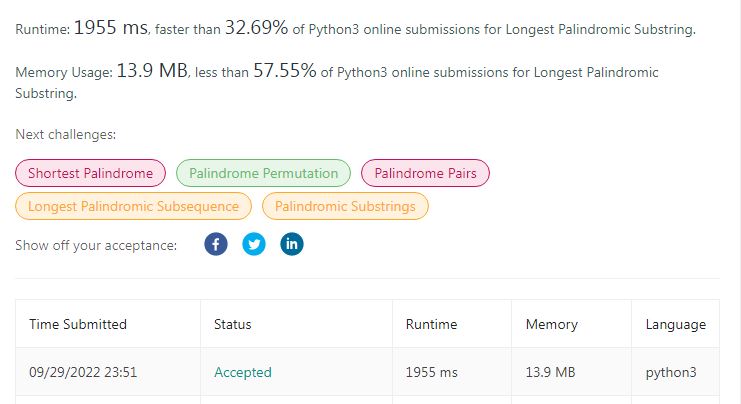 Runtime: 1955 ms, faster than 32.69% of Python3 online submissions for Longest Palindromic Substring.
Memory Usage: 13.9 MB, less than 57.55% of Python3 online submissions for Longest Palindromic
Substring.
Next challenges:
Shortest Palindrome Palindrome Permutation Palindrome Pairs
Longest Palindromic Subsequence Palindromic Substrings
Show off your acceptance: f in
Time Submitted Status Runtime Memory Language
09/29/2022 23:51 Accepted 1955 ms 13.9 MB python3